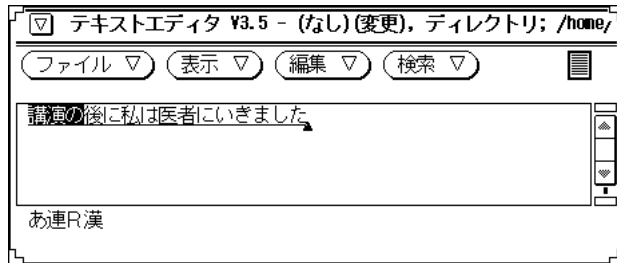 テキストエディタ V3.5 - (なし)(変更), ディレクトリ; /home/
ファイル ▽ 表示 ▽ 編集 ▽ 検索 ▽
講演の後に私は医者にいきました
あ連R漢